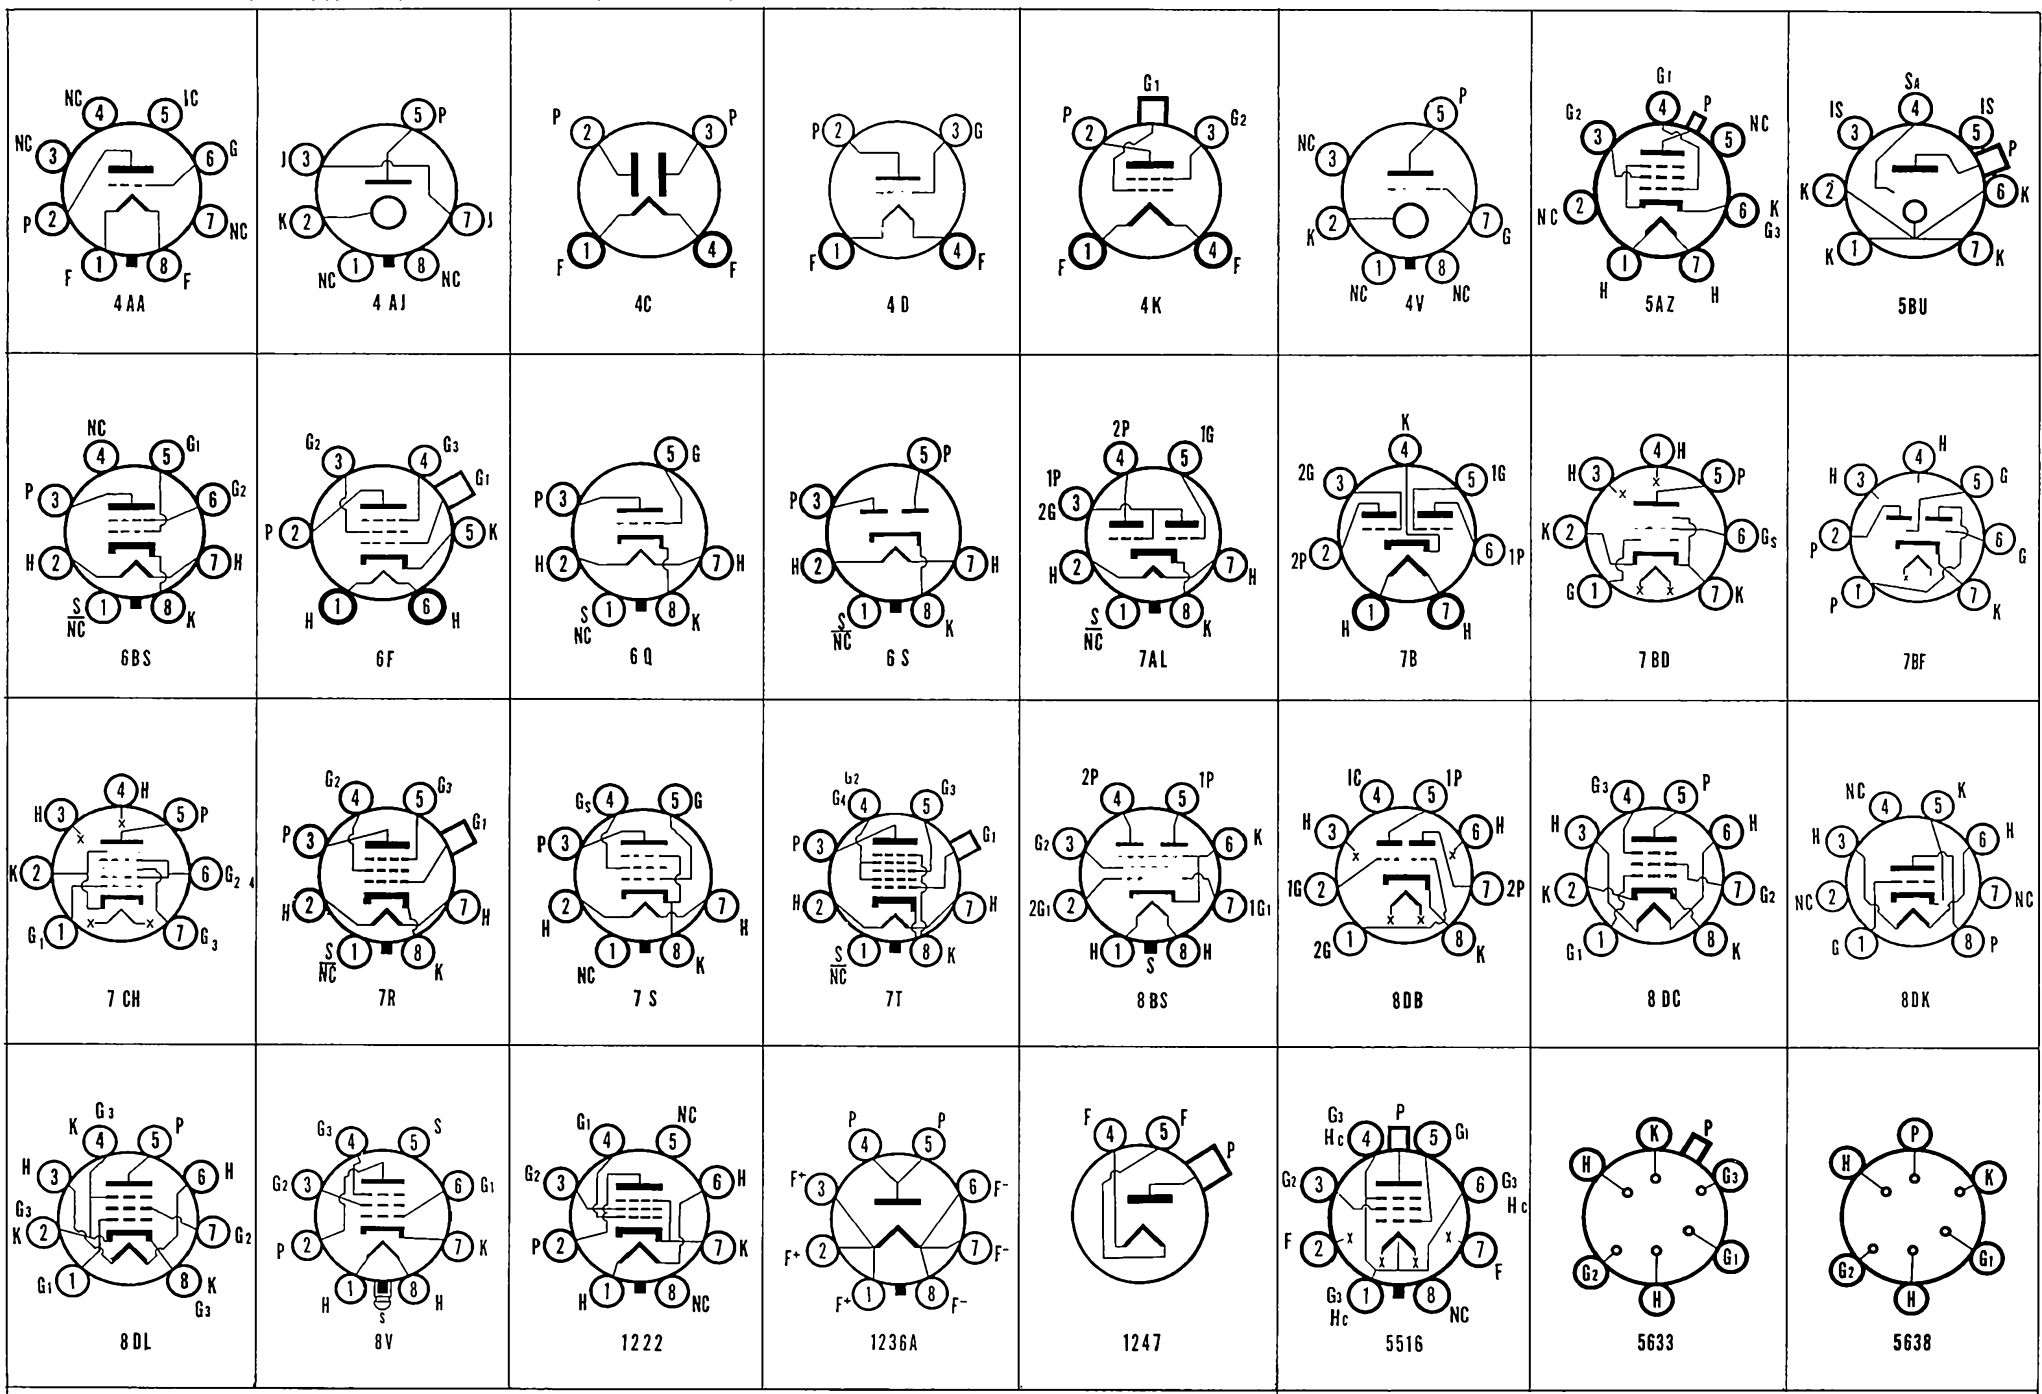 NC 4 5 IC
NC 3 6 G
P 2 7 NC
F 1 8 F
4AA
5 P
J 3
K 2 7 J
NC 1 8 NC
4AJ
P 2 3 P
F 1 4 F
4C
P 2 3 G
F 1 4 F
4D
G1
P 2 3 G2
F 1 4 F
4K
5 P
NC 3
K 2 7 G
NC 1 8 NC
4V
G1
4 P
G2 3 5 NC
NC 2 6 K
G3
H 1 7 H
5AZ
SA
IS 4 IS
3 5 P
K 2 6 K
K 1 7 K
5BU
NC
4 5 G1
P 3 6 G2
H 2 7 H
S 1 8 K
NC
6BS
G2 3 4 G3
G1
P 2 5 K
H 1 6 H
6F
5 G
P 3
H 2 7 H
S 1 8 K
NC
6Q
5 P
P 3
H 2 7 H
S 1 8 K
NC
6S
2P 1G
4 5
1P 3
2G
H 2 7 H
S 1 8 K
NC
7AL
K
4
2G 3 5 1G
2P 2 6 1P
H 1 7 H
7B
4 H
H 3 X X 5 P
K 2 6 GS
G 1 X X 7 K
7BD
H
4
H 3 5 G
P 2 6 G
X X
P 1 7 K
7BF
4 H
H 3 X X 5 P
K 2 6 G2 4
G1 1 X X 7 G3
7CH
G2 4 5 G3
P 3 G1
H 2 7 H
S 1 8 K
NC
7R
GS 4 5 G
P 3
H 2 7 H
NC 1 8 K
7S
G2
G4 4 5 G3
P 3 G1
H 2 7 H
S 1 8 K
NC
7T
2P 4 5 1P
G2 3 6 K
2G1 2 7 1G1
H 1 8 H
S
8BS
IC 4 5 1P
H 3 X X 6 H
1G 2 7 2P
X X
2G 1 8 K
8DB
G3 4 5 P
H 3 6 H
K 2 7 G2
G1 1 8 K
8DC
NC 4 5 K
H 3 6 H
NC 2 7 NC
G 1 8 P
8DK
G3
K 4 5 P
H 3 6 H
G3
K 2 7 G2
G1 1 8 K
G3
8DL
G3 4 5 S
G2 3 6 G1
P 2 7 K
H 1 8 H
S
8V
NC
G1 4 5
G2 3 6 H
P 2 7 K
H 1 8 NC
1222
P P
4 5
F+ 3 6 F-
F+ 2 7 F-
F+ 1 8 F-
1236A
F 4 5 F
P
1247
G3 P
HC 4 5 G1
G2 3 6 G3
HC
F 2 X X 7 F
X X
G3 1 8 NC
HC
5516
K P
H G3
G2 G1
H
5633
P
H K
G2 G1
H
5638